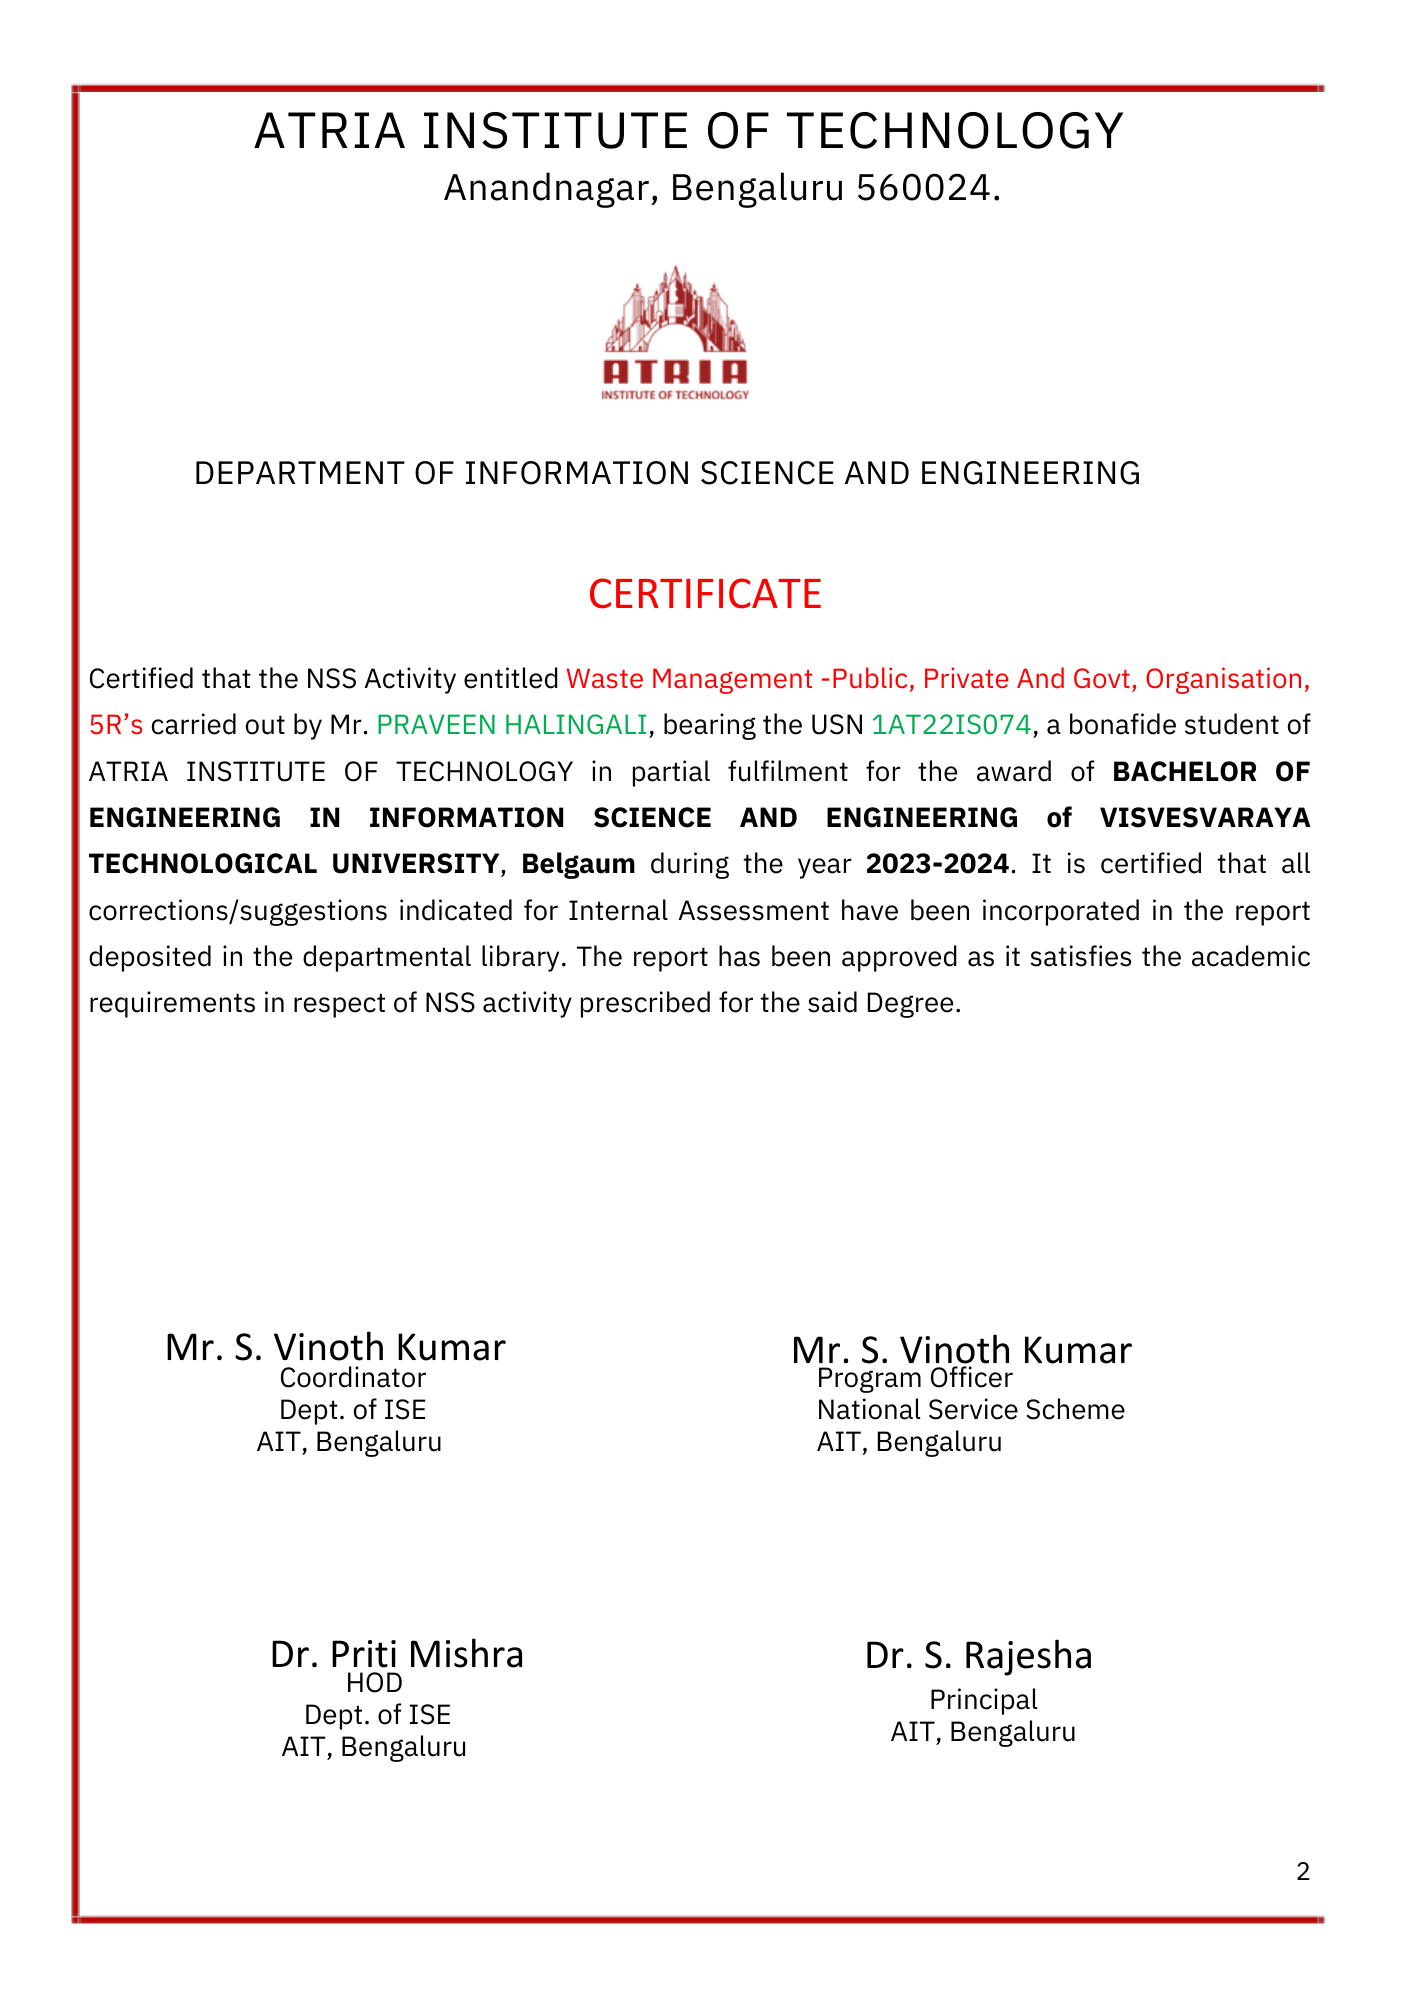 ATRIA INSTITUTE OF TECHNOLOGY
Anandnagar, Bengaluru 560024.
ATRIA
INSTITUTE OF TECHNOLOGY
DEPARTMENT OF INFORMATION SCIENCE AND ENGINEERING
CERTIFICATE
Certified that the NSS Activity entitled Waste Management -Public, Private And Govt, Organisation,
5R’s carried out by Mr. PRAVEEN HALINGALI, bearing the USN 1AT22IS074, a bonafide student of
ATRIA INSTITUTE OF TECHNOLOGY in partial fulfilment for the award of BACHELOR OF
ENGINEERING IN INFORMATION SCIENCE AND ENGINEERING of VISVESVARAYA
TECHNOLOGICAL UNIVERSITY, Belgaum during the year 2023-2024. It is certified that all
corrections/suggestions indicated for Internal Assessment have been incorporated in the report
deposited in the departmental library. The report has been approved as it satisfies the academic
requirements in respect of NSS activity prescribed for the said Degree.
Mr. S. Vinoth Kumar
Coordinator
Dept. of ISE
AIT, Bengaluru
Mr. S. Vinoth Kumar
Program Officer
National Service Scheme
AIT, Bengaluru
Dr. Priti Mishra
HOD
Dept. of ISE
AIT, Bengaluru
Dr. S. Rajesha
Principal
AIT, Bengaluru
2